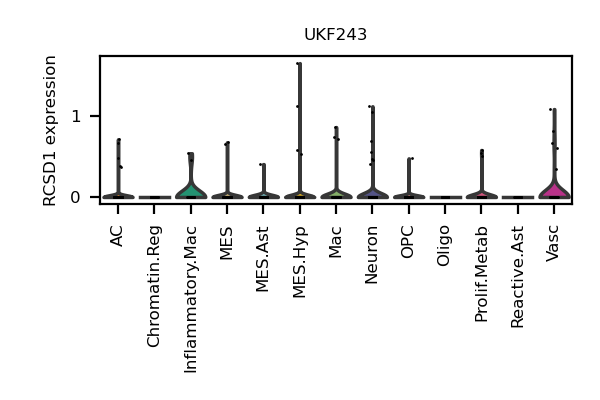 UKF243
RCSD1 expression
1
0
AC
Chromatin.Reg
Inflammatory.Mac
MES
MES.Ast
MES.Hyp
Mac
Neuron
OPC
Oligo
Prolif.Metab
Reactive.Ast
Vasc